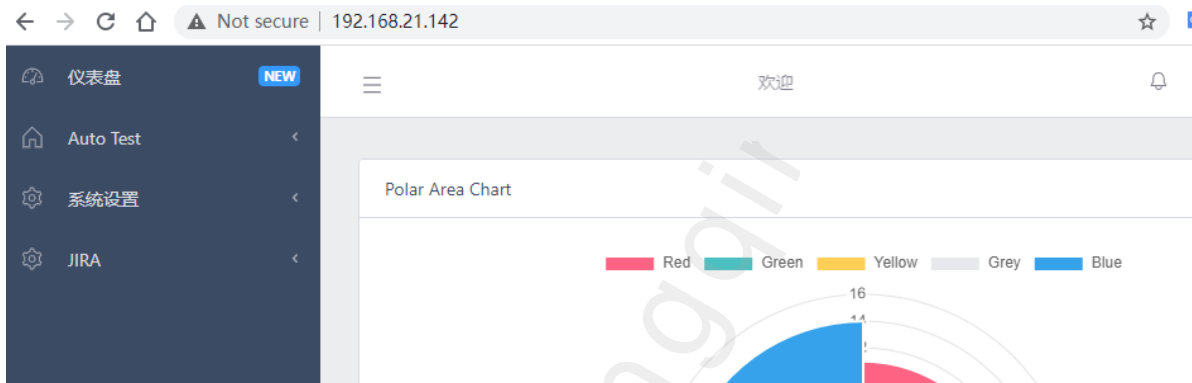 Not secure | 192.168.21.142
仪表盘 NEW
欢迎
Auto Test
系统设置
Polar Area Chart
JIRA
Red Green Yellow Grey Blue
16
14